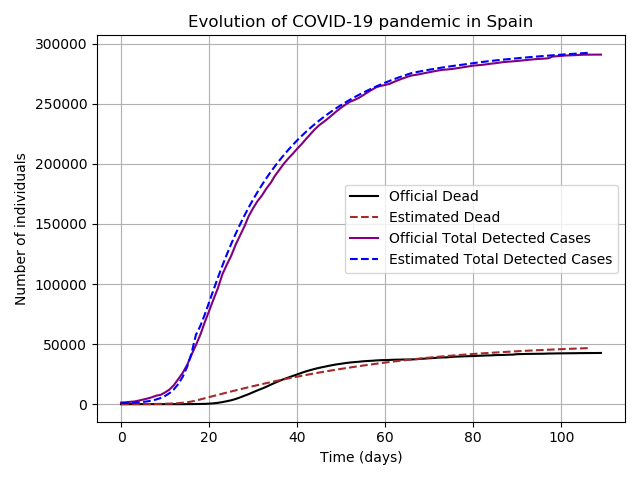 Evolution of COVID-19 pandemic in Spain
300000
250000
200000
150000
100000
50000
0
Number of individuals
Official Dead
Estimated Dead
Official Total Detected Cases
Estimated Total Detected Cases
0 20 40 60 80 100
Time (days)